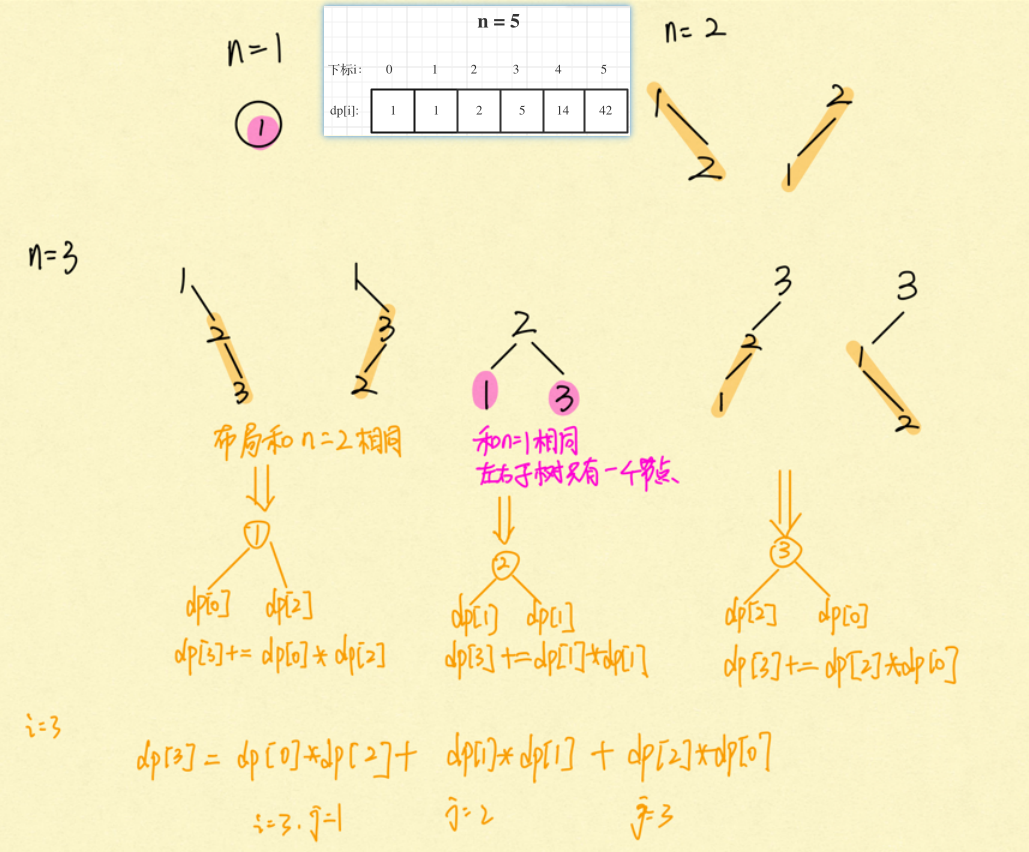 n=1
①
n = 5
下标i: 0 1 2 3 4 5
dp[i]: 1 1 2 5 14 42
n= 2
1
2
2
1
n=3
1
2
3
1
3
2
2
1 3
3
2
1
3
1
2
布局和 n=2相同
和n=1相同
左右子树只有一个节点、
①
dp[0] dp[2]
dp[3]+= dp[0]*dp[2]
②
dp[1] dp[1]
dp[3]+=dp[1]*dp[1]
③
dp[2] dp[0]
dp[3]+=dp[2]*dp[0]
i=3
dp[3] = dp[0]*dp[2]+ dp[1]*dp[1] + dp[2]*dp[0]
i=3. j=1 j=2 j=3